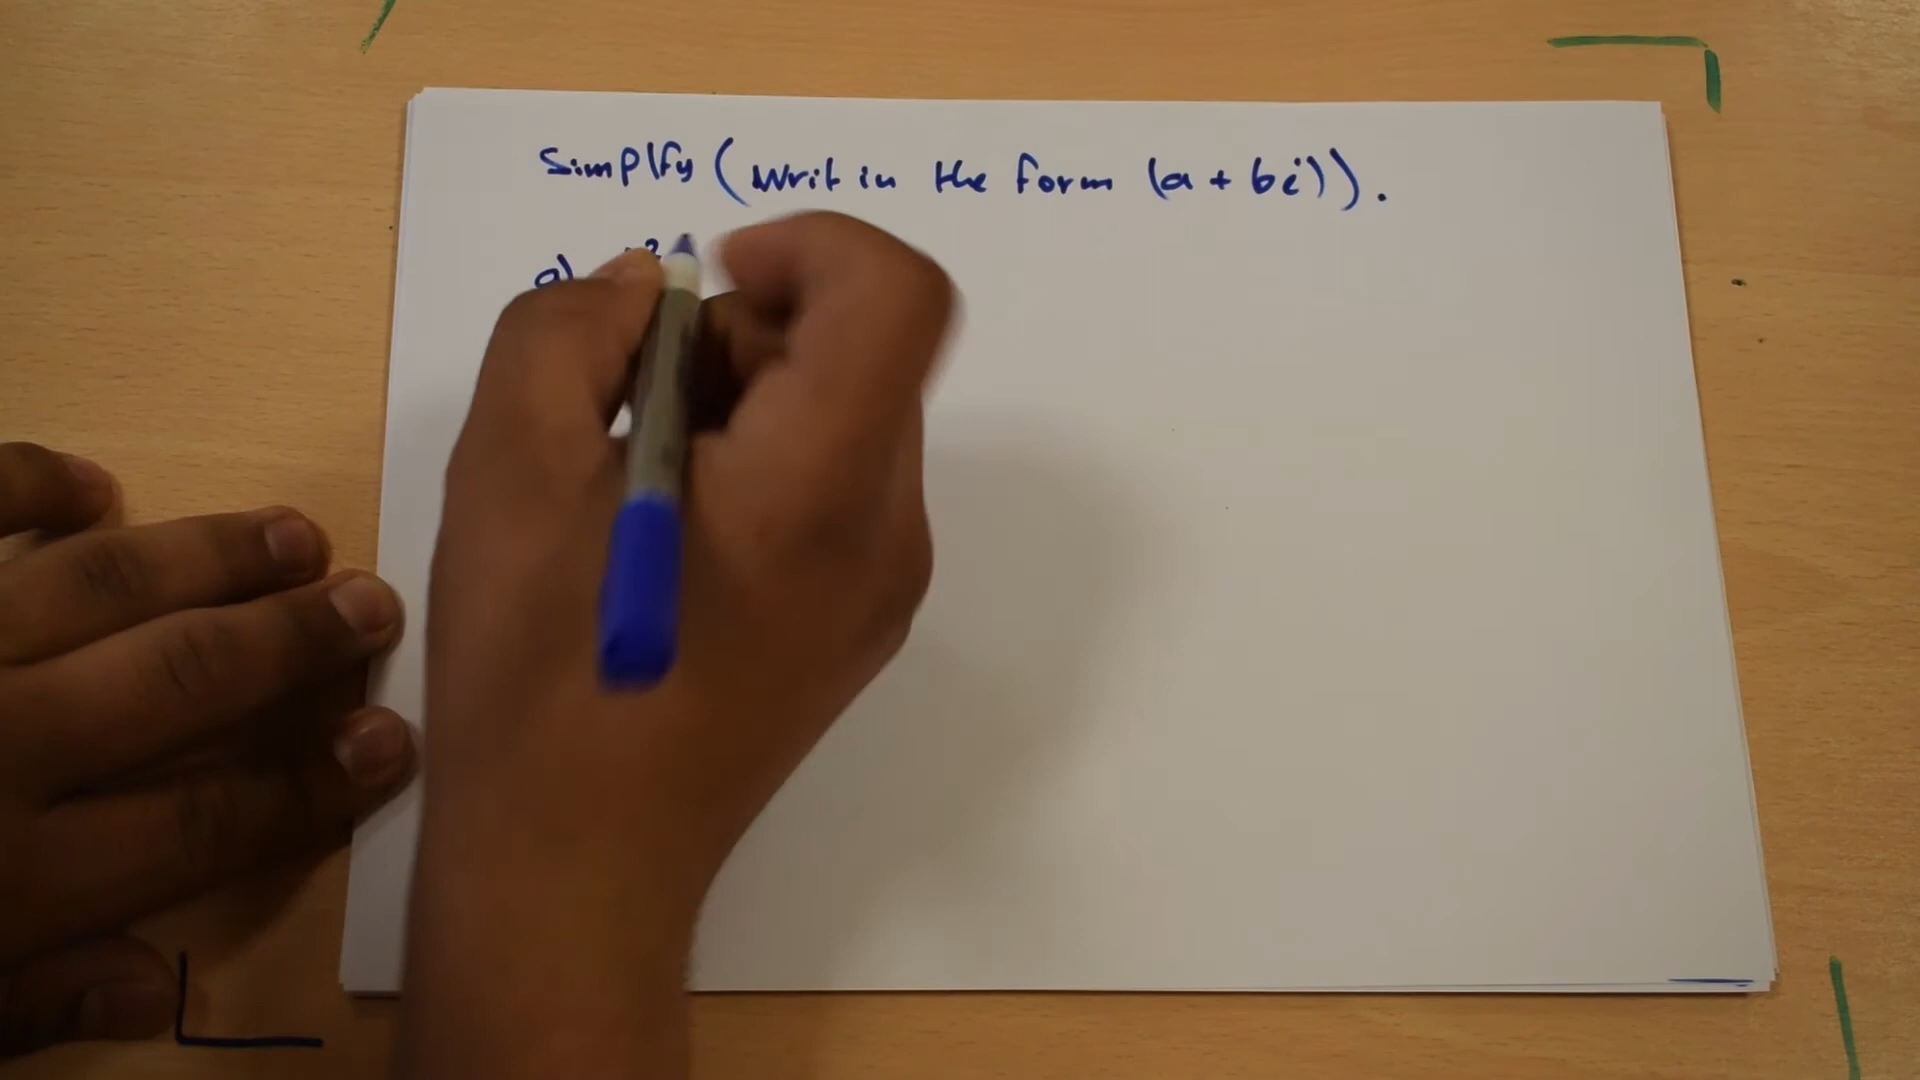 Simplfy (Writ in the form (a + bi)).
a)